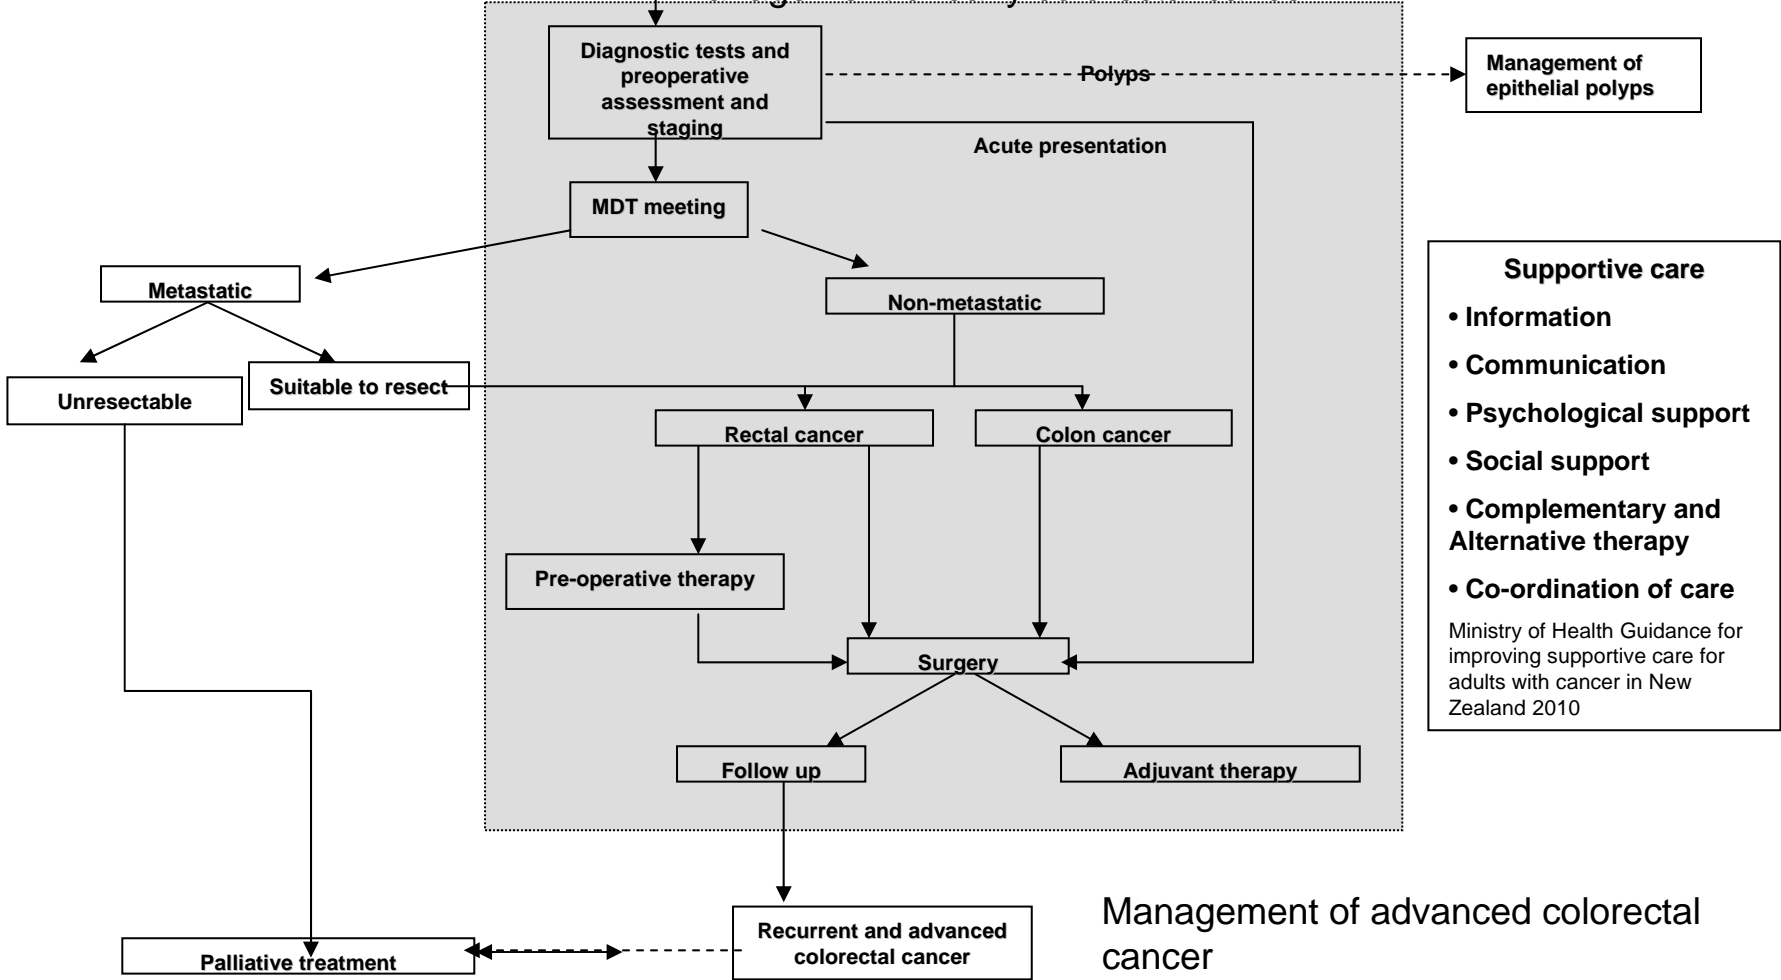 Diagnostic tests and
preoperative
assessment and
staging
Polyps
Management of
epithelial polyps
Acute presentation
MDT meeting
Metastatic
Non-metastatic
Unresectable
Suitable to resect
Rectal cancer
Colon cancer
Pre-operative therapy
Surgery
Follow up
Adjuvant therapy
Supportive care
• Information
• Communication
• Psychological support
• Social support
• Complementary and
Alternative therapy
• Co-ordination of care
Ministry of Health Guidance for
improving supportive care for
adults with cancer in New
Zealand 2010
Palliative treatment
Recurrent and advanced
colorectal cancer
Management of advanced colorectal
cancer